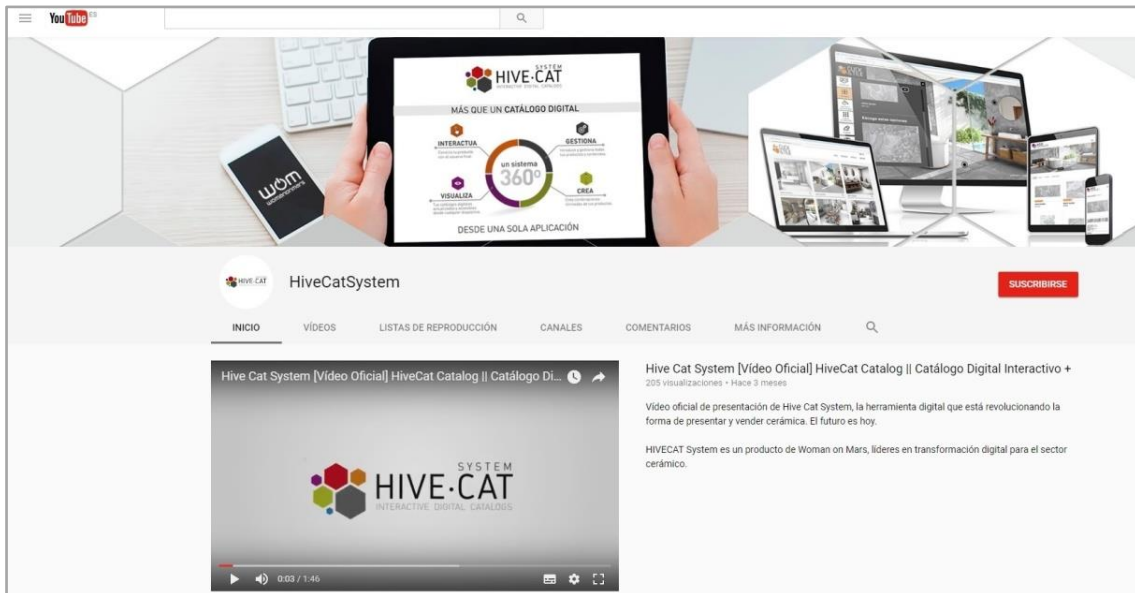 YouTube ES
SYSTEM
HIVE·CAT
INTERACTIVE DIGITAL CATALOGS
MÁS QUE UN CATÁLOGO DIGITAL
INTERACTUA
GESTIONA
un sistema
360º
VISUALIZA
CREA
DESDE UNA SOLA APLICACIÓN
WOM
HIVE·CAT
HiveCatSystem
SUSCRIBIRSE
INICIO VÍDEOS LISTAS DE REPRODUCCIÓN CANALES COMENTARIOS MÁS INFORMACIÓN
Hive Cat System [Vídeo Oficial] HiveCat Catalog || Catálogo Di...
SYSTEM
HIVE·CAT
INTERACTIVE DIGITAL CATALOGS
0:03 / 1:46
Hive Cat System [Vídeo Oficial] HiveCat Catalog || Catálogo Digital Interactivo +
205 visualizaciones • Hace 3 meses
Vídeo oficial de presentación de Hive Cat System, la herramienta digital que está revolucionando la
forma de presentar y vender cerámica. El futuro es hoy.
HIVECAT System es un producto de Woman on Mars, líderes en transformación digital para el sector
cerámico.